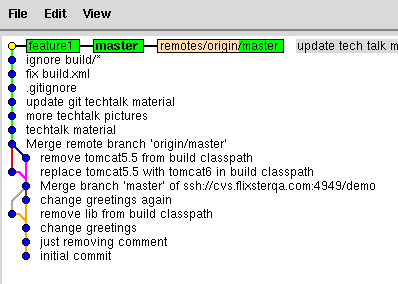 File Edit View
feature1 master remotes/origin/master update tech talk m
ignore build/*
fix build.xml
.gitignore
update git techtalk material
more techtalk pictures
techtalk material
Merge remote branch 'origin/master'
remove tomcat5.5 from build classpath
replace tomcat5.5 with tomcat6 in build classpath
Merge branch 'master' of ssh://cvs.flixsterqa.com:4949/demo
change greetings again
remove lib from build classpath
change greetings
just removing comment
initial commit